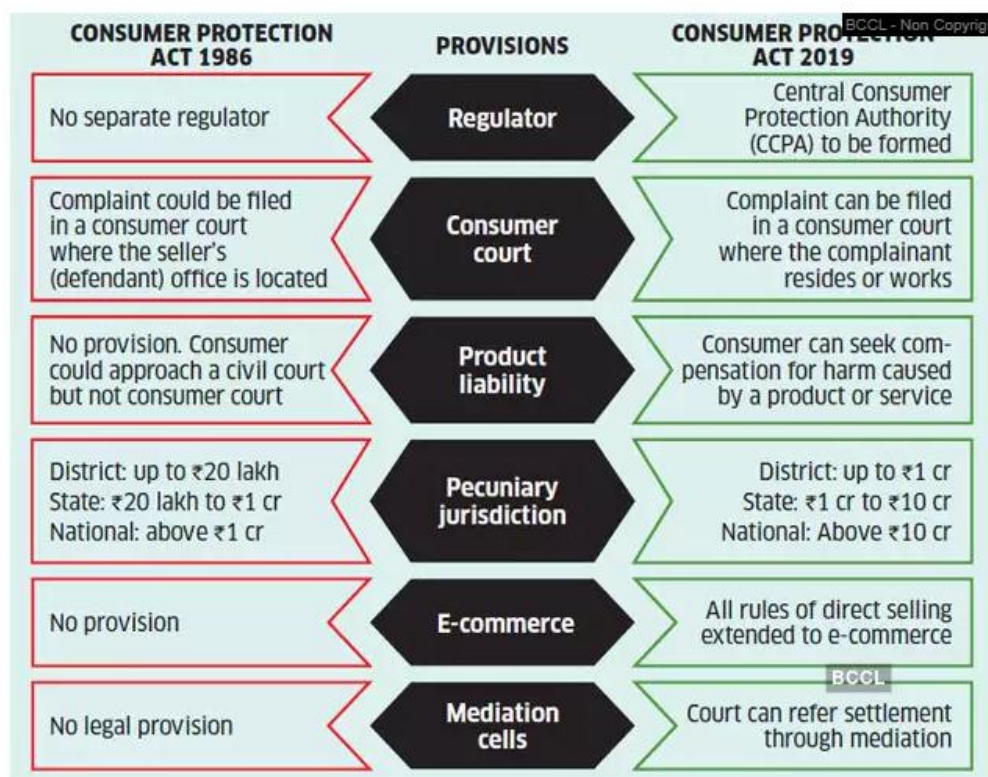 BCCL - Non Copyrig
CONSUMER PROTECTION
ACT 1986
PROVISIONS
CONSUMER PROTECTION
ACT 2019
No separate regulator
Regulator
Central Consumer
Protection Authority
(CCPA) to be formed
Complaint could be filed
in a consumer court
where the seller's
(defendant) office is located
Consumer
court
Complaint can be filed
in a consumer court
where the complainant
resides or works
No provision. Consumer
could approach a civil court
but not consumer court
Product
liability
Consumer can seek com-
pensation for harm caused
by a product or service
District: up to ₹20 lakh
State: ₹20 lakh to ₹1 cr
National: above ₹1 cr
Pecuniary
jurisdiction
District: up to ₹1 cr
State: ₹1 cr to ₹10 cr
National: Above ₹10 cr
No provision
E-commerce
All rules of direct selling
extended to e-commerce
BCCL
No legal provision
Mediation
cells
Court can refer settlement
through mediation